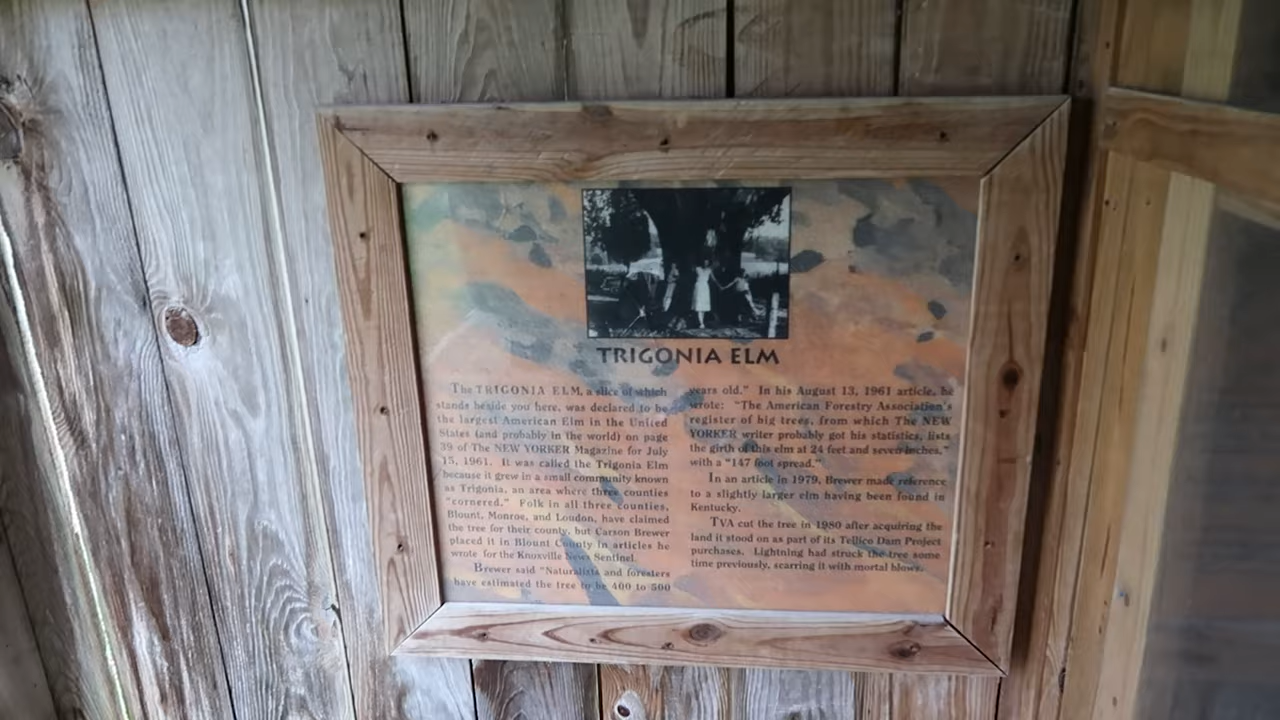 TRIGONIA ELM
The TRIGONIA ELM, a slice of which
stands beside you here, was declared to be
the largest American Elm in the United
States (and probably in the world) on page
39 of The NEW YORKER Magazine for July
15, 1961. It was called the Trigonia Elm
because it grew in a small community known
as Trigonia, an area where three counties
"cornered." Folk in all three counties,
Blount, Monroe, and Loudon, have claimed
the tree for their county, but Carson Brewer
placed it in Blount County in articles he
wrote for the Knoxville News Sentinel.
Brewer said "Naturalists and foresters
have estimated the tree to be 400 to 500
years old." In his August 13, 1961 article, he
wrote: "The American Forestry Association's
register of big trees, from which The NEW
YORKER writer probably got his statistics, lists
the girth of this elm at 24 feet and seven inches,"
with a "147 foot spread."
In an article in 1979, Brewer made reference
to a slightly larger elm having been found in
Kentucky.
TVA cut the tree in 1980 after acquiring the
land it stood on as part of its Tellico Dam Project
purchases. Lightning had struck the tree some
time previously, scarring it with mortal blows.